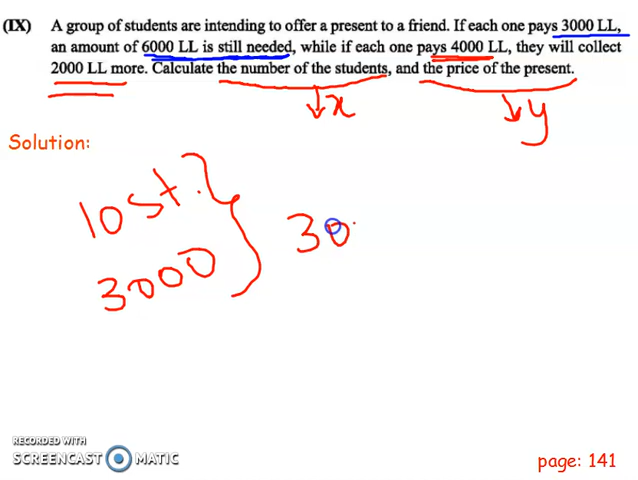 (IX) A group of students are intending to offer a present to a friend. If each one pays 3000 LL,
an amount of 6000 LL is still needed, while if each one pays 4000 LL, they will collect
2000 LL more. Calculate the number of the students, and the price of the present.
x
y
Solution:
10 st.
3000
30
RECORDED WITH
SCREENCAST MATIC
page: 141